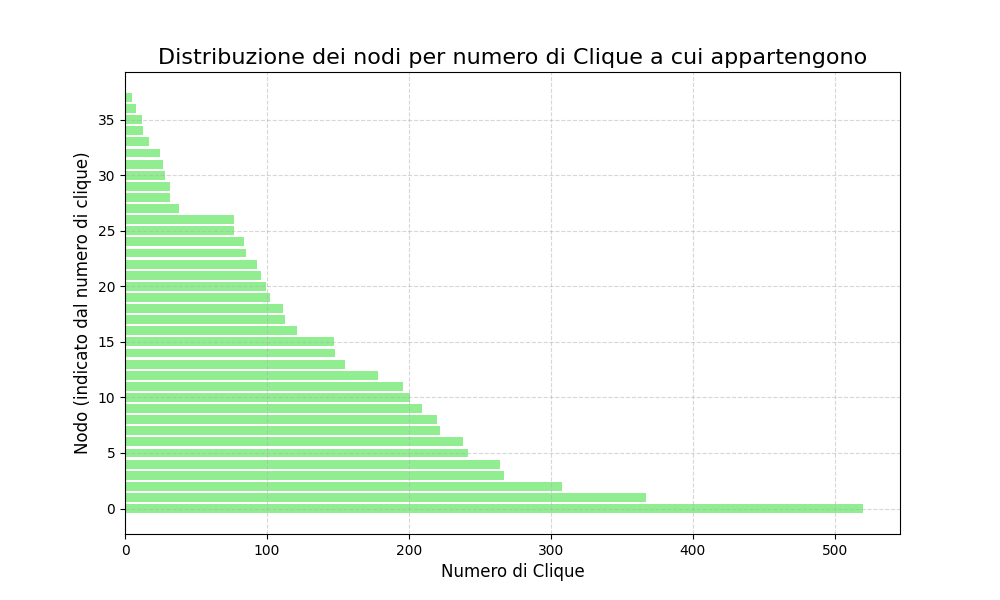 Distribuzione dei nodi per numero di Clique a cui appartengono
Nodo (indicato dal numero di clique)
35
30
25
20
15
10
5
0
0 100 200 300 400 500
Numero di Clique